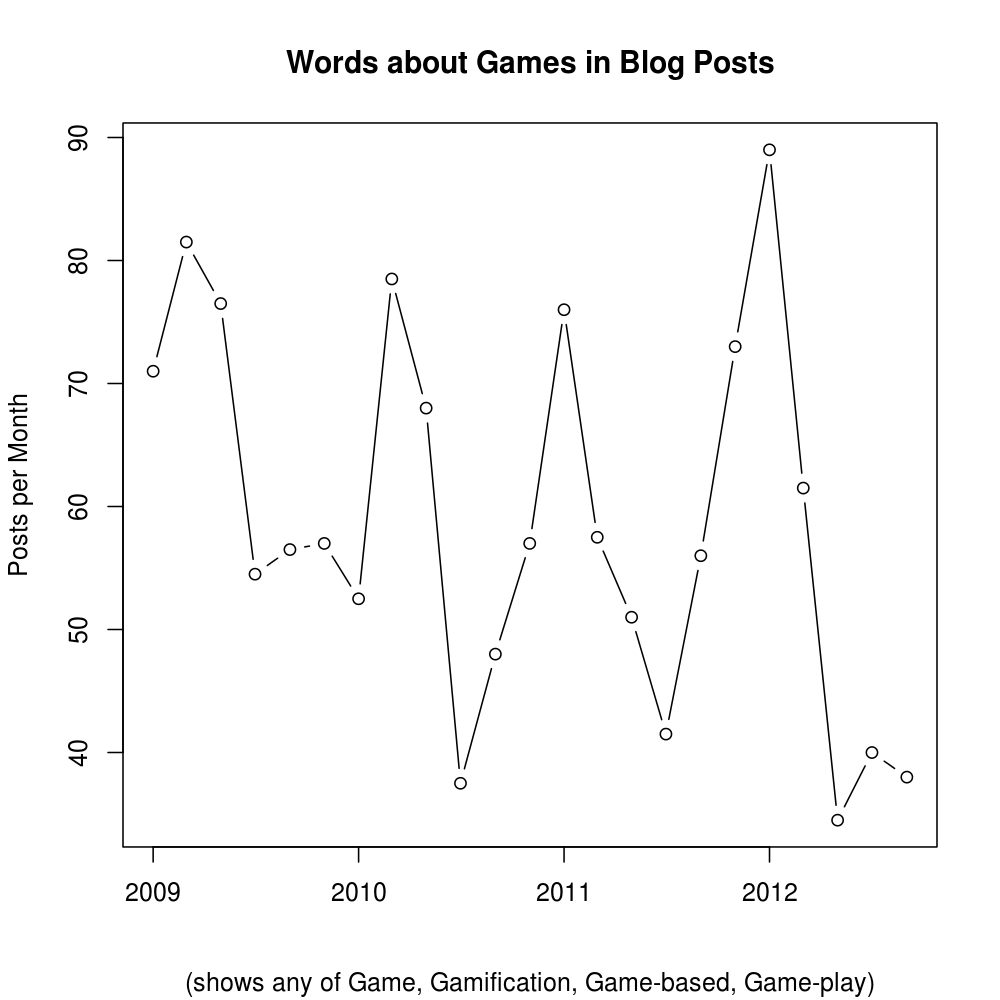 Words about Games in Blog Posts
Posts per Month
90
80
70
60
50
40
2009 2010 2011 2012
(shows any of Game, Gamification, Game-based, Game-play)